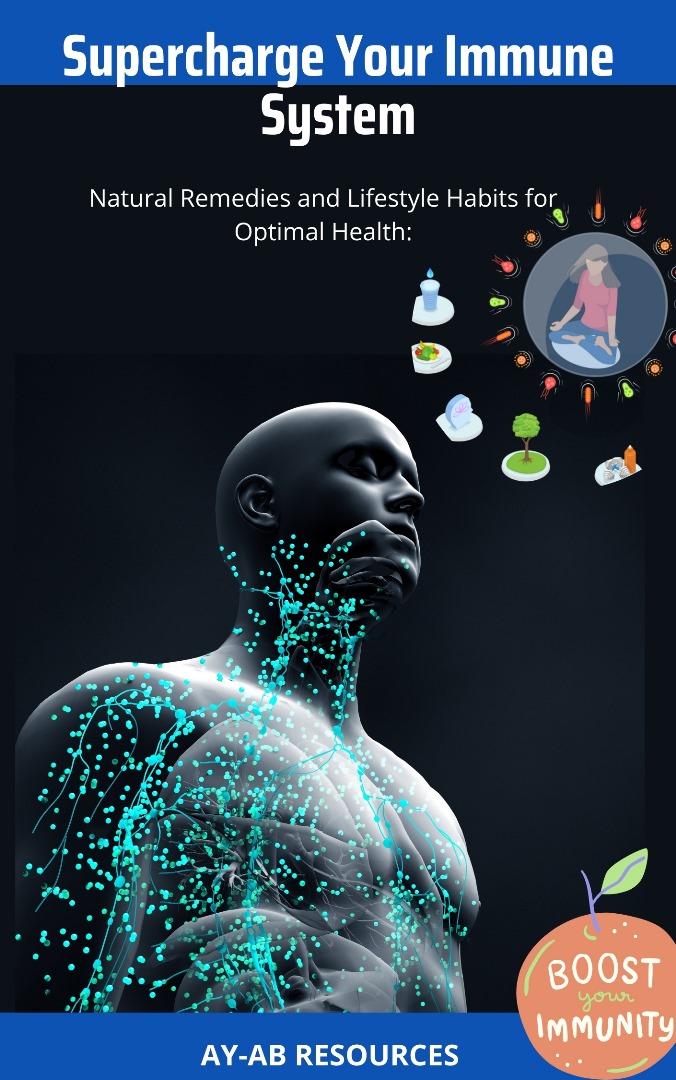 Supercharge Your Immune
System
Natural Remedies and Lifestyle Habits for
Optimal Health:
BOOST
your
IMMUNITY
AY-AB RESOURCES